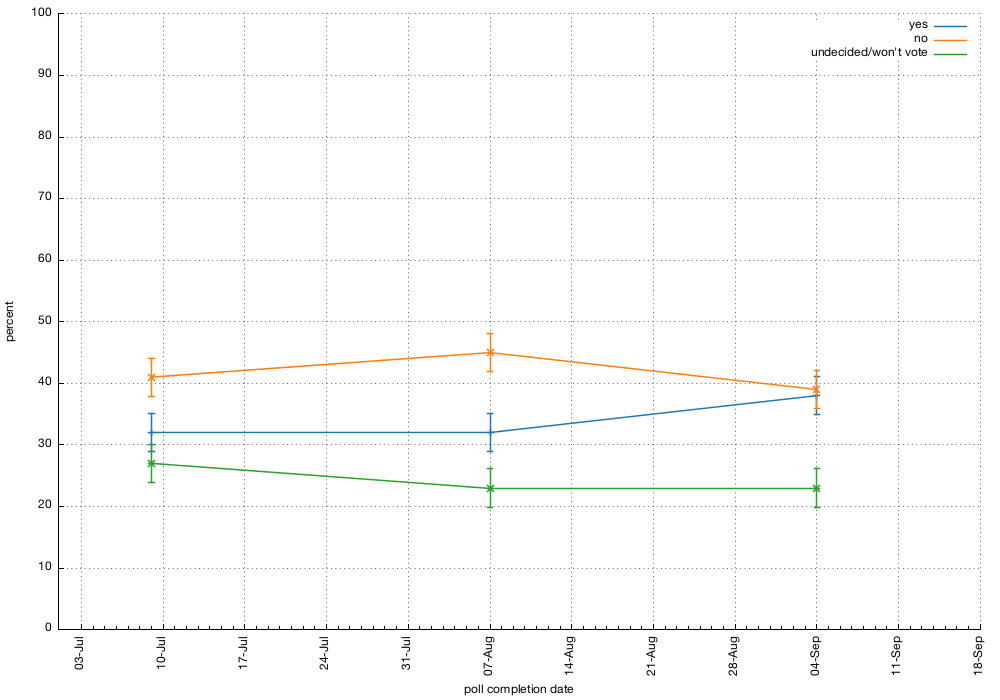 100
90
80
70
60
50
40
30
20
10
0
percent
yes
no
undecided/won't vote
03-Jul
10-Jul
17-Jul
24-Jul
31-Jul
07-Aug
14-Aug
21-Aug
28-Aug
04-Sep
11-Sep
18-Sep
poll completion date